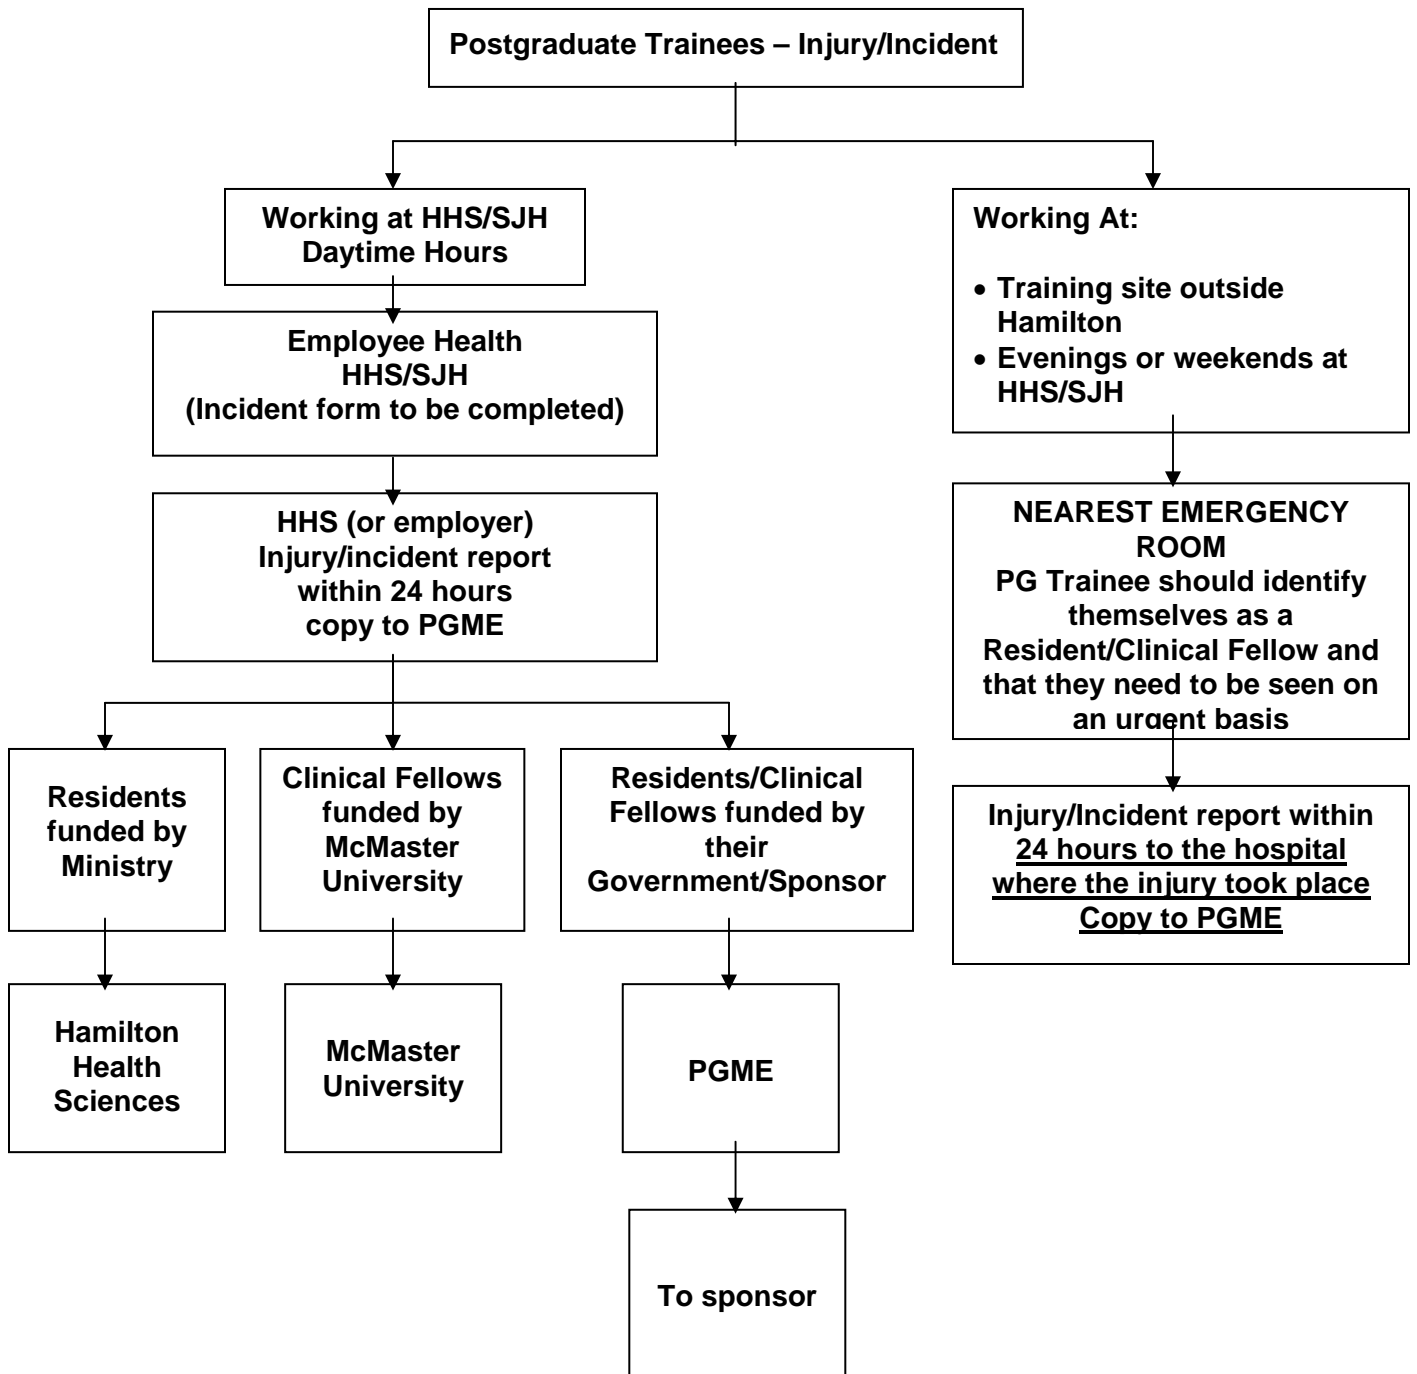 Postgraduate Trainees – Injury/Incident
Working at HHS/SJH
Daytime Hours
Employee Health
HHS/SJH
(Incident form to be completed)
HHS (or employer)
Injury/incident report
within 24 hours
copy to PGME
Residents
funded by
Ministry
Clinical Fellows
funded by
McMaster
University
Residents/Clinical
Fellows funded by
their
Government/Sponsor
Hamilton
Health
Sciences
McMaster
University
PGME
To sponsor
Working At:
• Training site outside
Hamilton
• Evenings or weekends at
HHS/SJH
NEAREST EMERGENCY
ROOM
PG Trainee should identify
themselves as a
Resident/Clinical Fellow and
that they need to be seen on
an urgent basis
Injury/Incident report within
24 hours to the hospital
where the injury took place
Copy to PGME